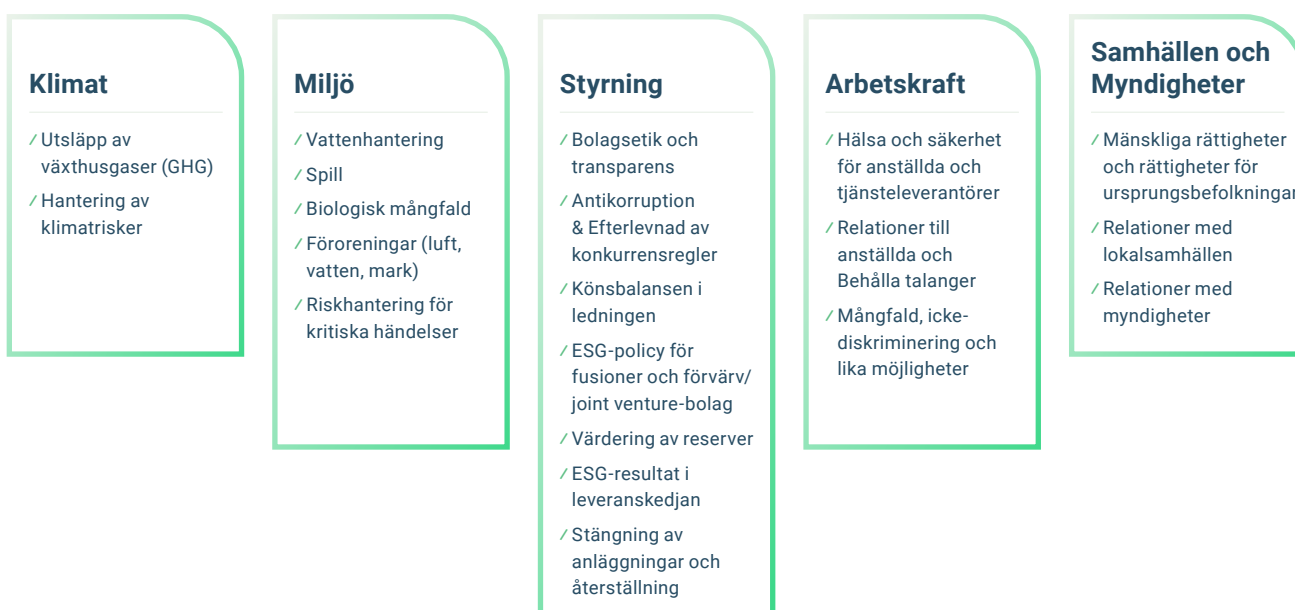 Klimat
Utsläpp av
växthusgaser (GHG)
Hantering av
klimatrisker
Miljö
Vattenhantering
Spill
Biologisk mångfald
Föroreningar (luft,
vatten, mark)
Riskhantering för
kritiska händelser
Styrning
Bolagsetik och
transparens
Antikorruption
& Efterlevnad av
konkurrensregler
Könsbalansen i
ledningen
ESG-policy för
fusioner och förvärv/
joint venture-bolag
Värdering av reserver
ESG-resultat i
leveranskedjan
Stängning av
anläggningar och
återställning
Arbetskraft
Hälsa och säkerhet
för anställda och
tjänsteleverantörer
Relationer till
anställda och
Behålla talanger
Mångfald, icke-
diskriminering och
lika möjligheter
Samhällen och
Myndigheter
Mänskliga rättigheter
och rättigheter för
ursprungsbefolkningar
Relationer med
lokalsamhällen
Relationer med
myndigheter